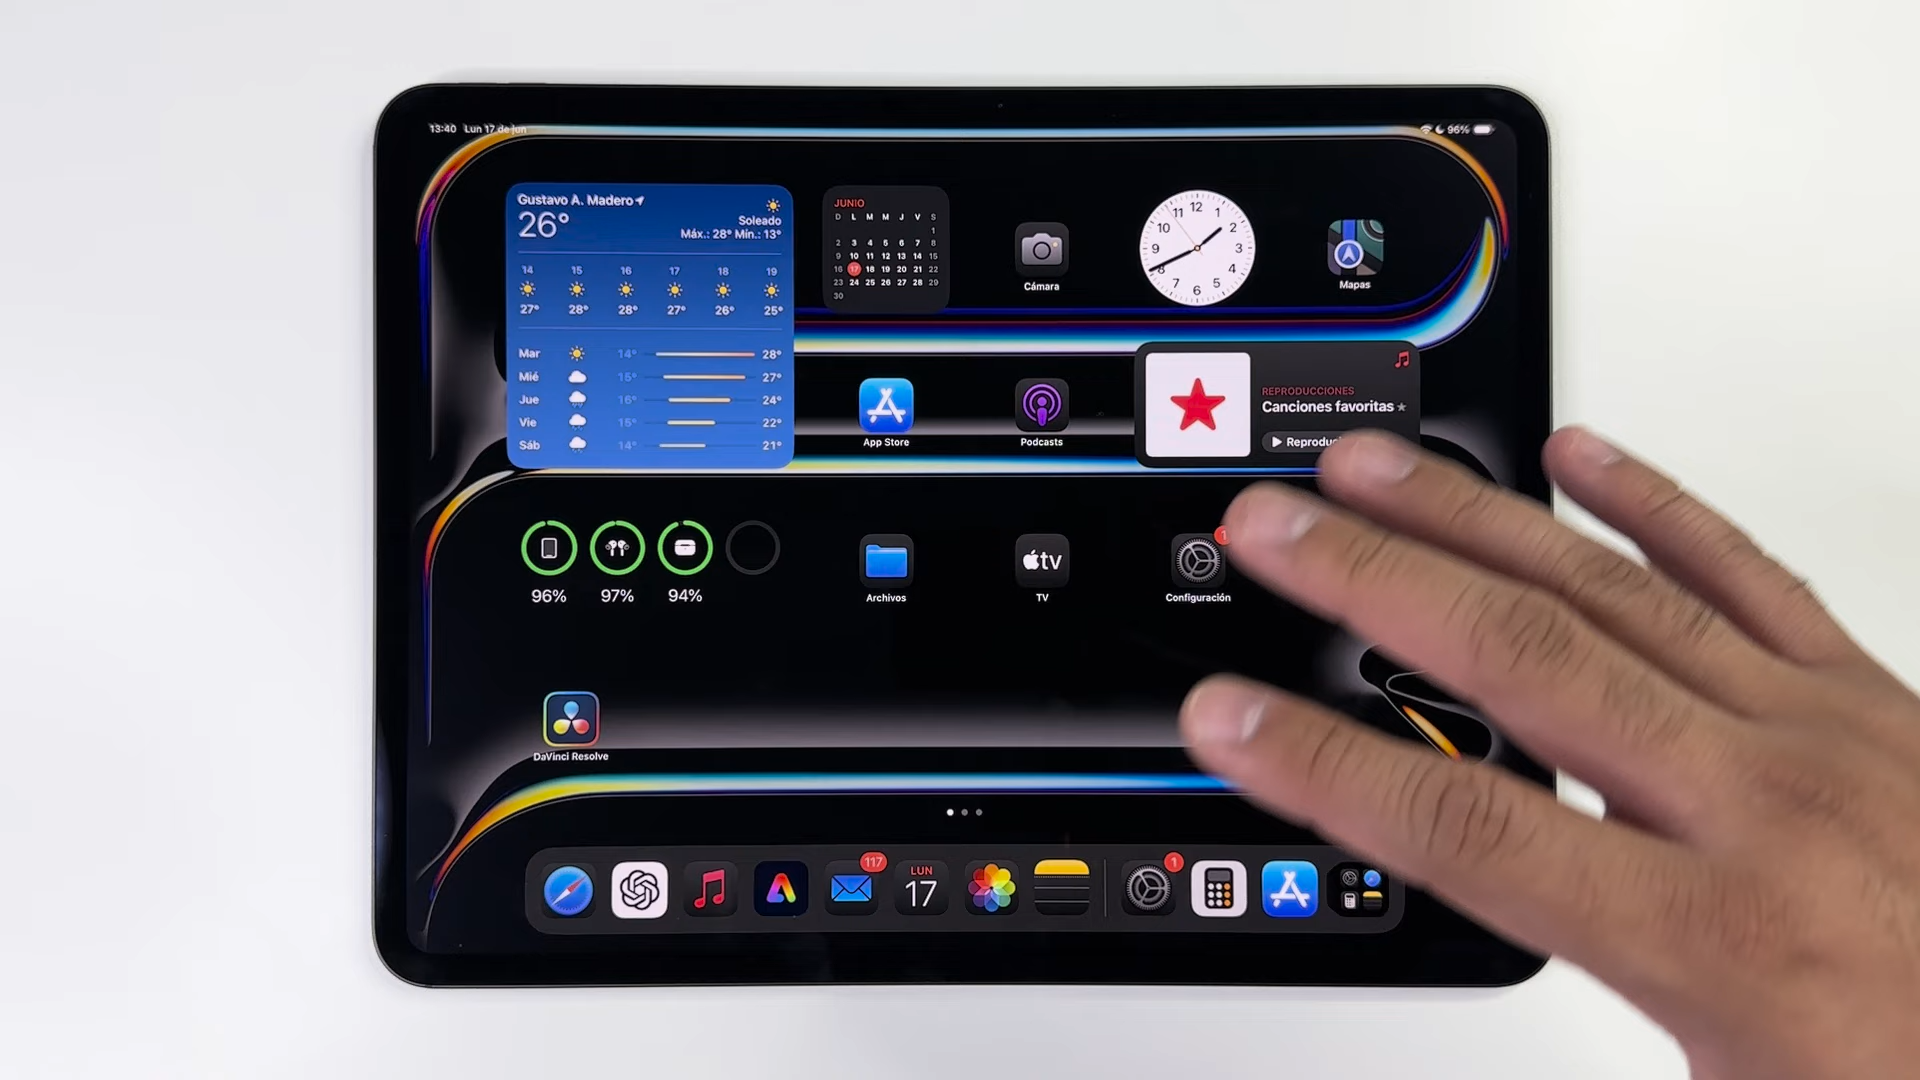 13:40 Lun 17 de jun
96%
Gustavo A. Madero
26°
Soleado
Máx.: 28° Mín.: 13°
14 15 16 17 18 19
27° 28° 28° 27° 26° 25°
Mar 14° 28°
Mié 15° 27°
Jue 16° 24°
Vie 15° 22°
Sáb 14° 21°
JUNIO
D L M M J V S
1
2 3 4 5 6 7 8
9 10 11 12 13 14 15
16 17 18 19 20 21 22
23 24 25 26 27 28 29
30
Cámara
12 1 2 3 4 5 6 7 8 9 10 11
Mapas
App Store
Podcasts
REPRODUCCIONES
Canciones favoritas
96% 97% 94%
Archivos
tv
TV
1
Configuración
DaVinci Resolve
117
LUN
17
1